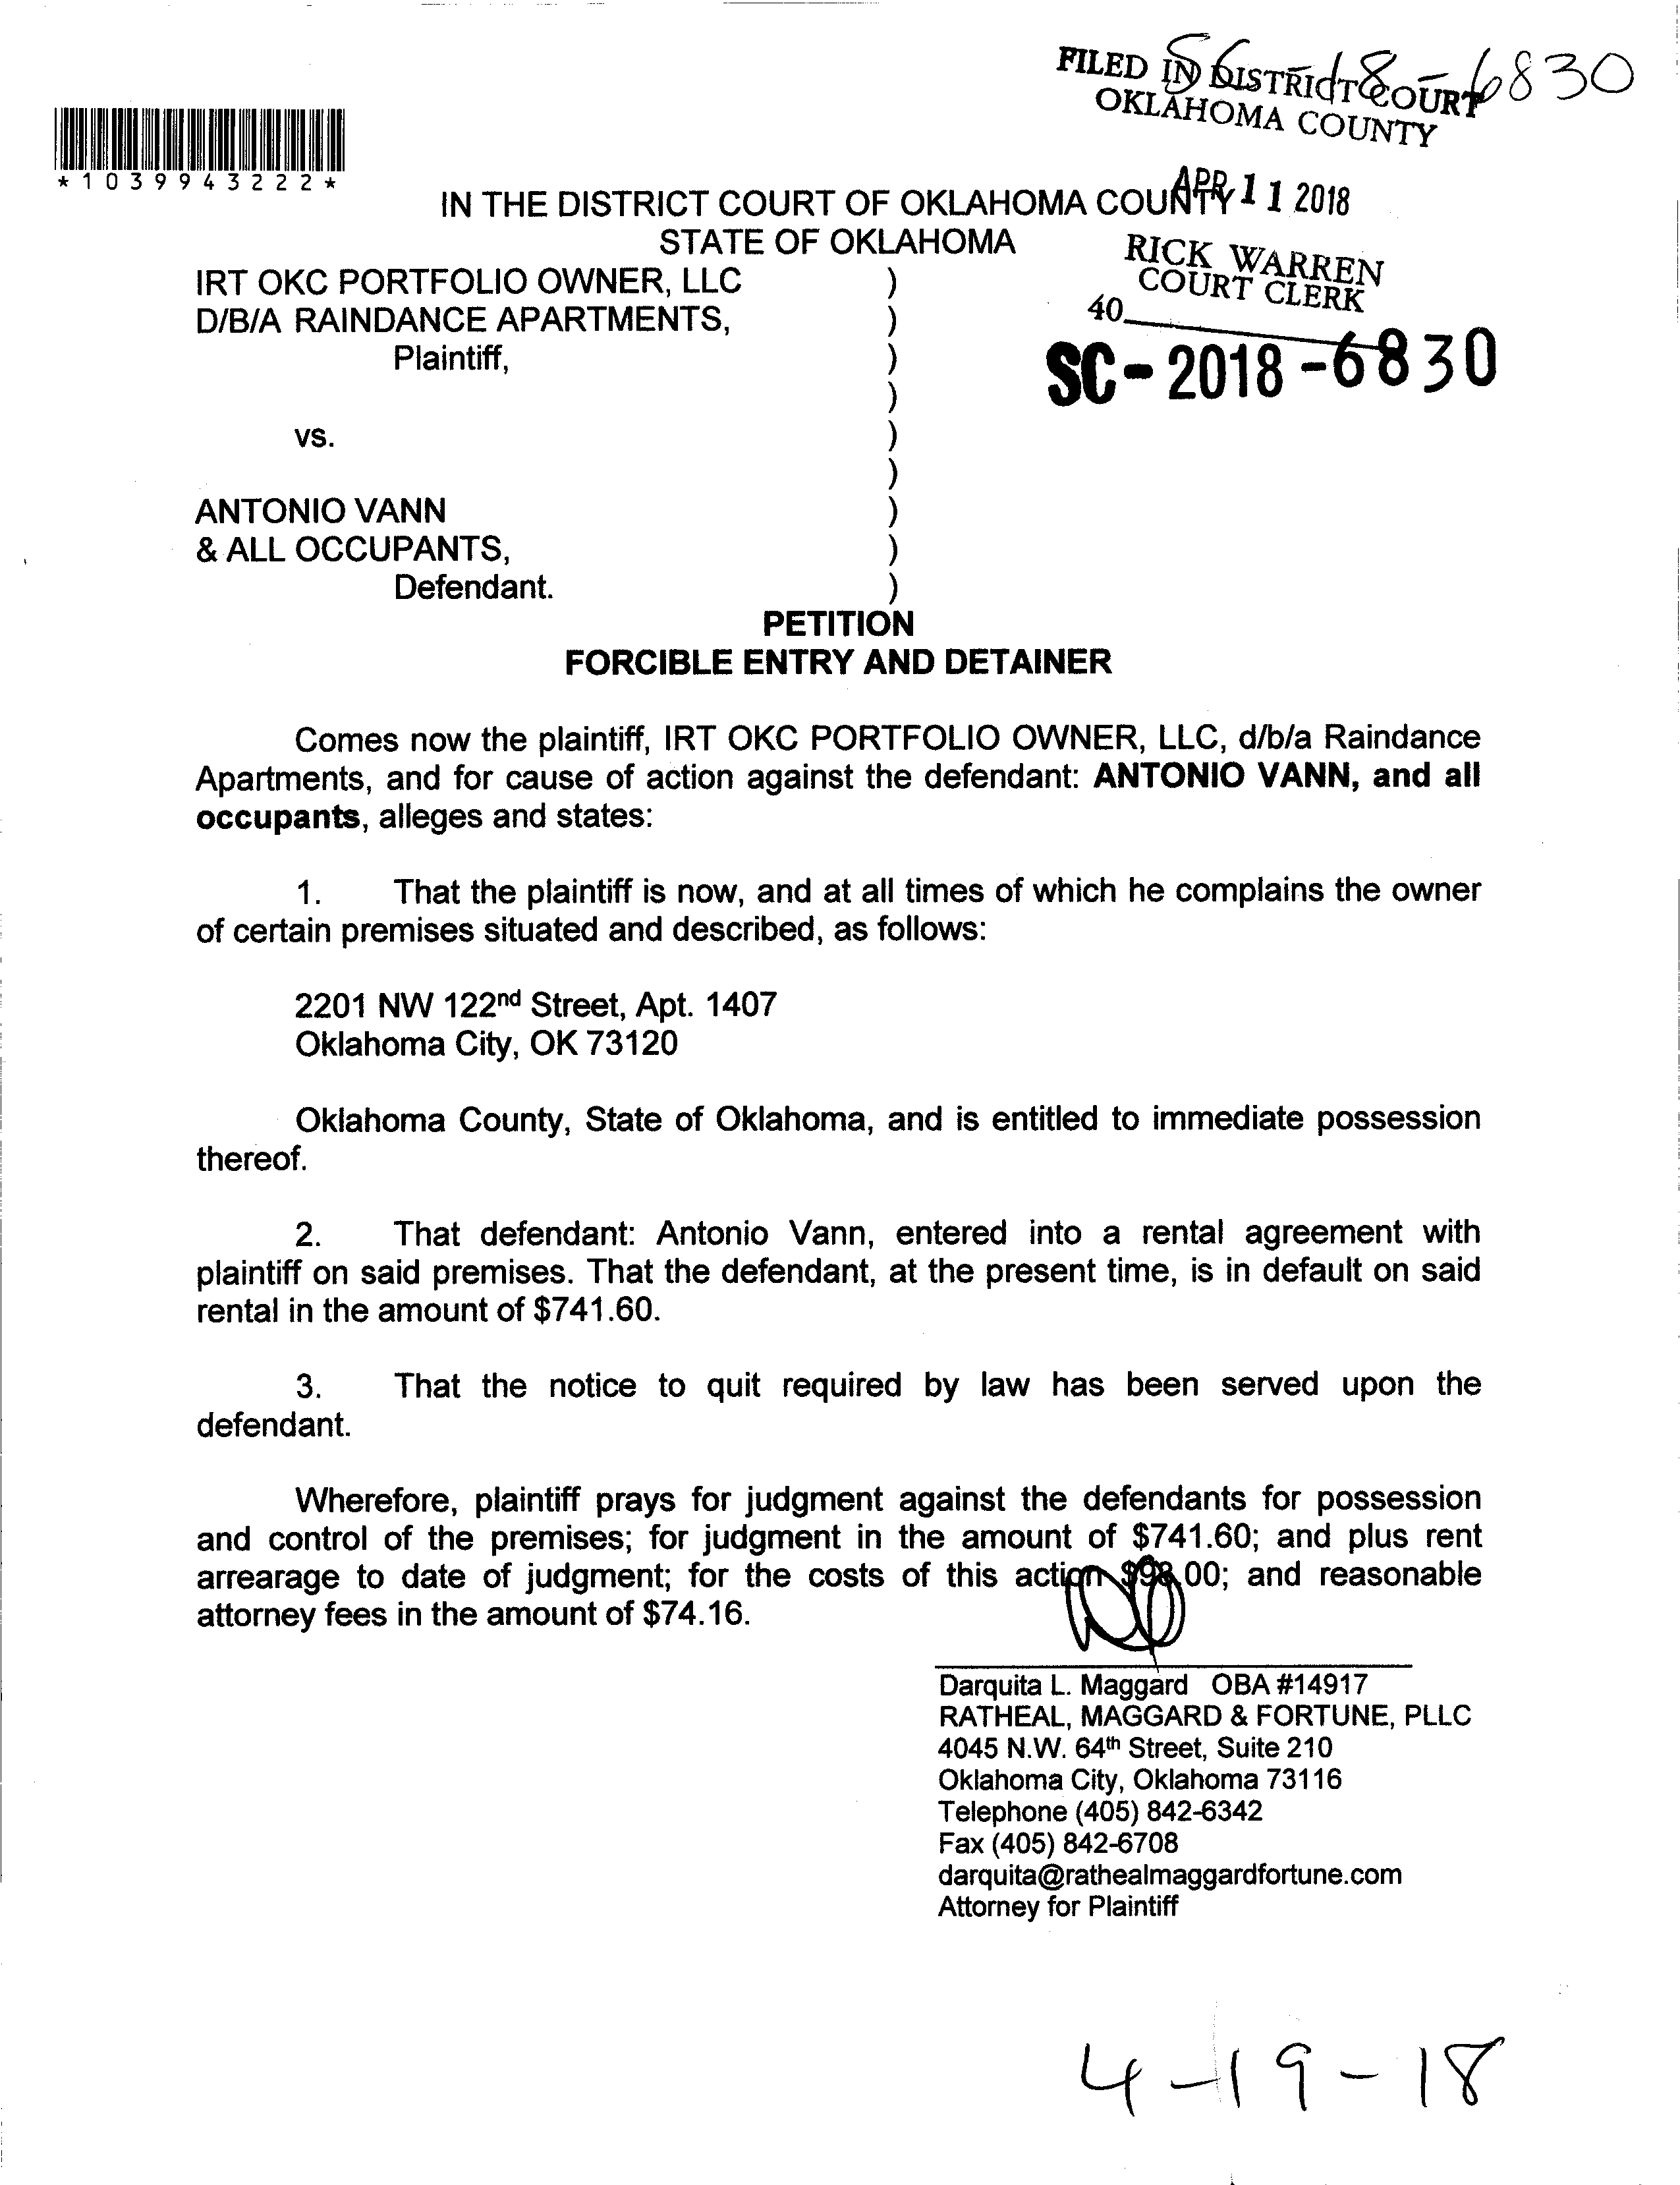 SC-18-6830
FILED IN DISTRICT COURT
OKLAHOMA COUNTY
*1039943222*
APR 11 2018
IN THE DISTRICT COURT OF OKLAHOMA COUNTY
STATE OF OKLAHOMA
RICK WARREN
COURT CLERK
40
SC-2018-6830
IRT OKC PORTFOLIO OWNER, LLC )
D/B/A RAINDANCE APARTMENTS, )
Plaintiff, )
)
vs. )
)
ANTONIO VANN )
& ALL OCCUPANTS, )
Defendant. )
PETITION
FORCIBLE ENTRY AND DETAINER
Comes now the plaintiff, IRT OKC PORTFOLIO OWNER, LLC, d/b/a Raindance
Apartments, and for cause of action against the defendant: ANTONIO VANN, and all
occupants, alleges and states:
1. That the plaintiff is now, and at all times of which he complains the owner
of certain premises situated and described, as follows:
2201 NW 122nd Street, Apt. 1407
Oklahoma City, OK 73120
Oklahoma County, State of Oklahoma, and is entitled to immediate possession
thereof.
2. That defendant: Antonio Vann, entered into a rental agreement with
plaintiff on said premises. That the defendant, at the present time, is in default on said
rental in the amount of $741.60.
3. That the notice to quit required by law has been served upon the
defendant.
Wherefore, plaintiff prays for judgment against the defendants for possession
and control of the premises; for judgment in the amount of $741.60; and plus rent
arrearage to date of judgment; for the costs of this action $98.00; and reasonable
attorney fees in the amount of $74.16.
Darquita L. Maggard OBA #14917
RATHEAL, MAGGARD & FORTUNE, PLLC
4045 N.W. 64th Street, Suite 210
Oklahoma City, Oklahoma 73116
Telephone (405) 842-6342
Fax (405) 842-6708
darquita@rathealmaggardfortune.com
Attorney for Plaintiff
4-19-18